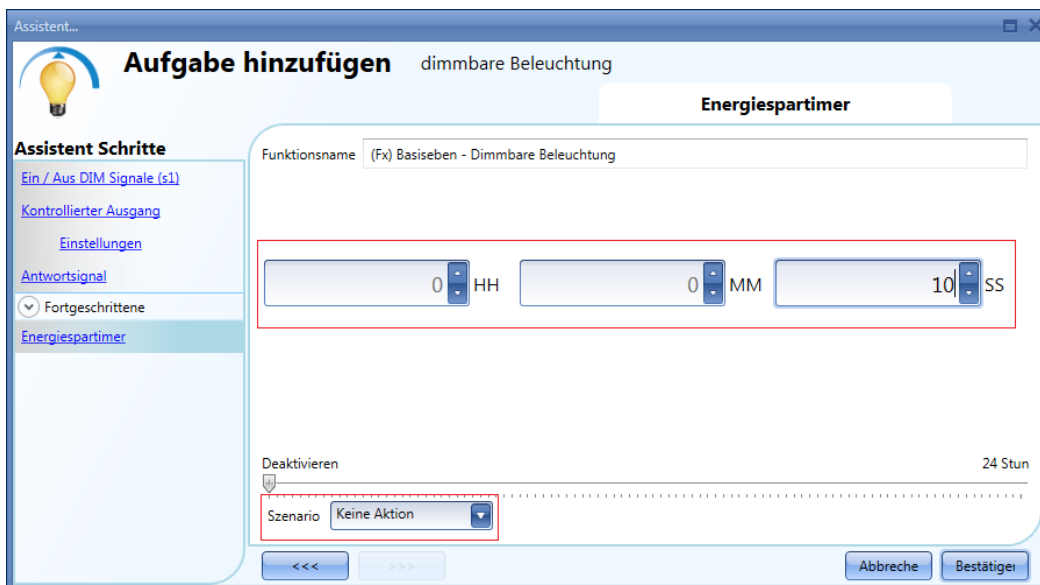 Assistent...
Aufgabe hinzufügen dimmbare Beleuchtung
Energiespartimer
Assistent Schritte
Ein / Aus DIM Signale (s1)
Kontrollierter Ausgang
Einstellungen
Antwortsignal
Fortgeschrittene
Energiespartimer
Funktionsname (Fx) Basiseben - Dimmbare Beleuchtung
0 HH 0 MM 10 SS
Deaktivieren 24 Stun
Szenario Keine Aktion
<<< >>> Abbreche Bestätiger